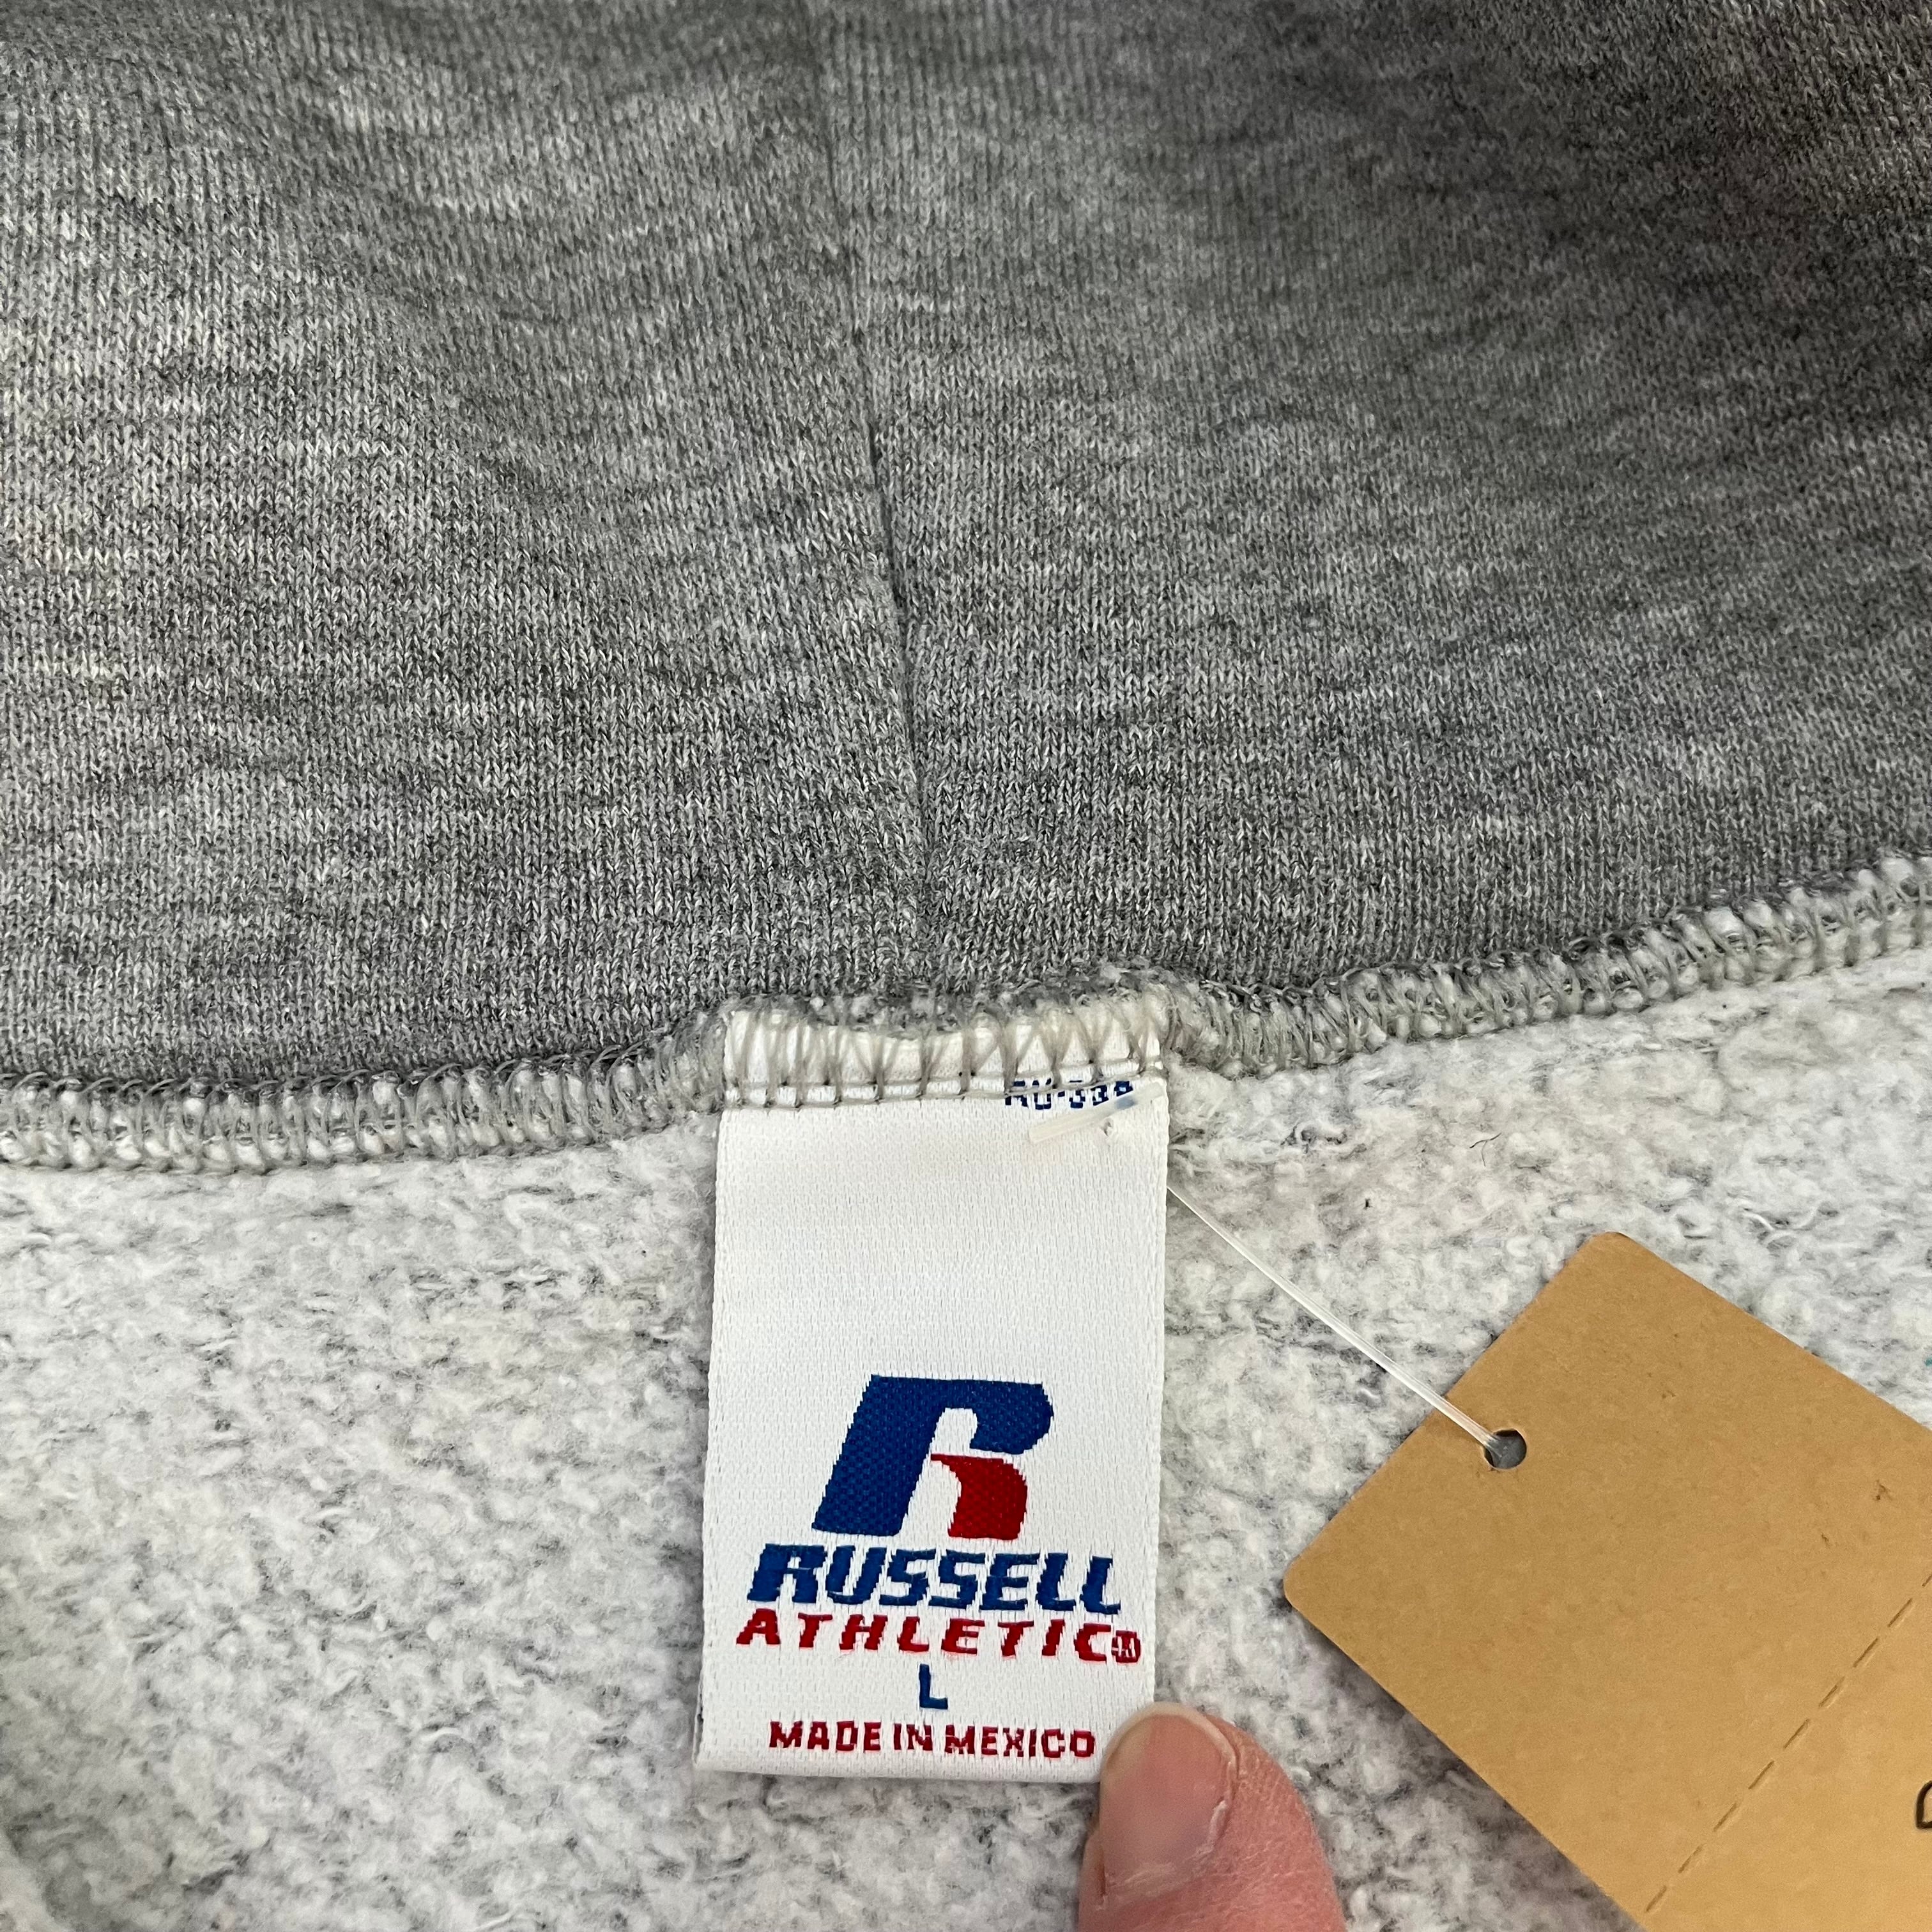 RUSSELL
ATHLETIC®
L
MADE IN MEXICO